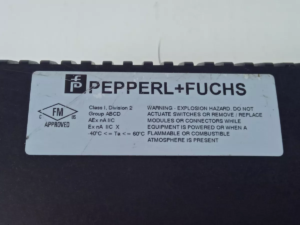 PEPPERL+FUCHS
FM
APPROVED
Class I, Division 2
Group ABCD
AEx nA IIC
Ex nA IIC X
-40°C <= Ta <= 60°C
WARNING - EXPLOSION HAZARD. DO NOT
ACTUATE SWITCHES OR REMOVE / REPLACE
MODULES OR CONNECTORS WHILE
EQUIPMENT IS POWERED OR WHEN A
FLAMMABLE OR COMBUSTIBLE
ATMOSPHERE IS PRESENT